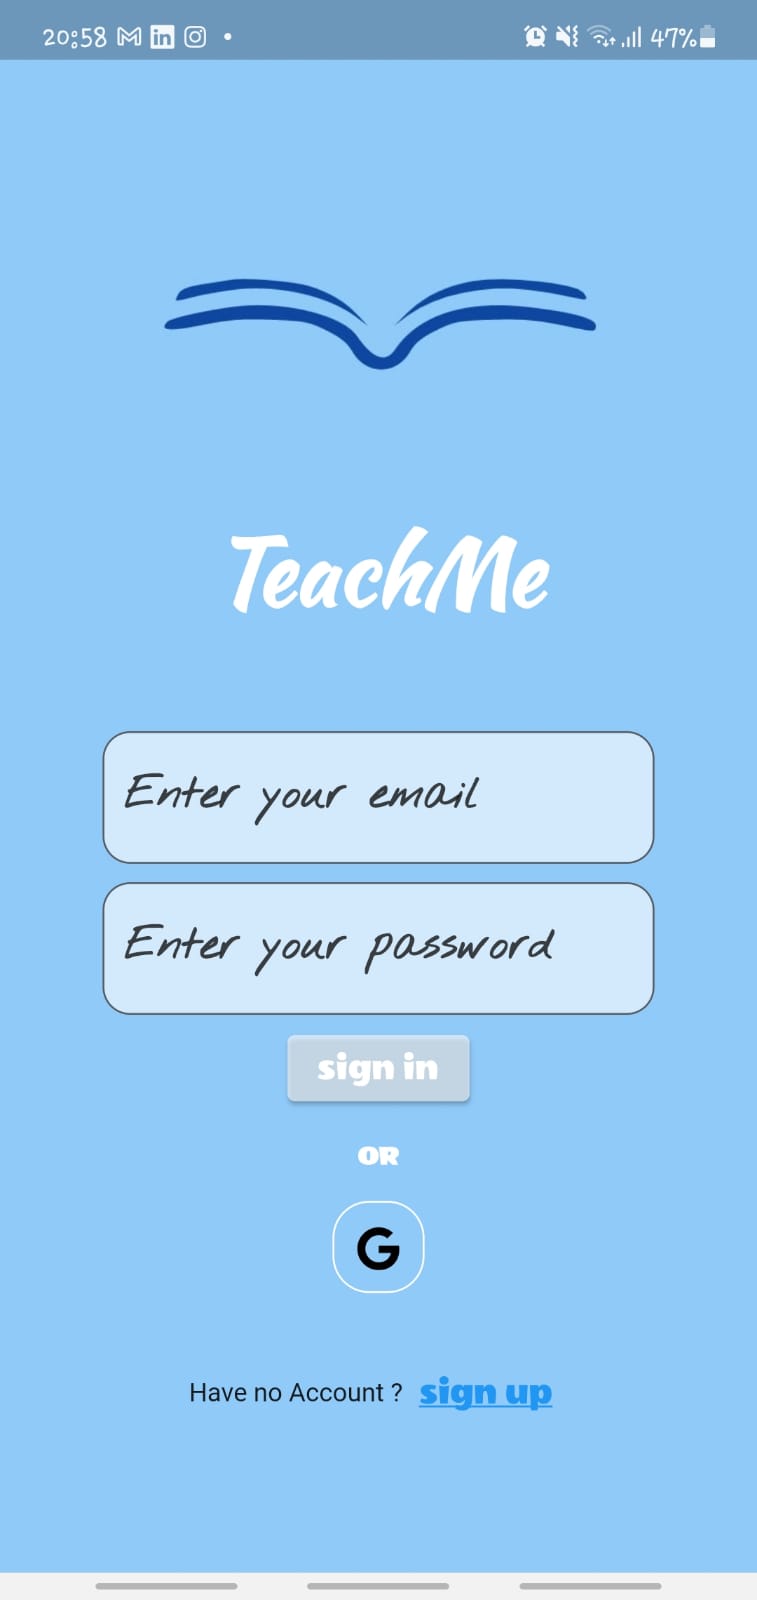 20:58 47%
TeachMe
Enter your email
Enter your password
sign in
OR
G
Have no Account ? sign up